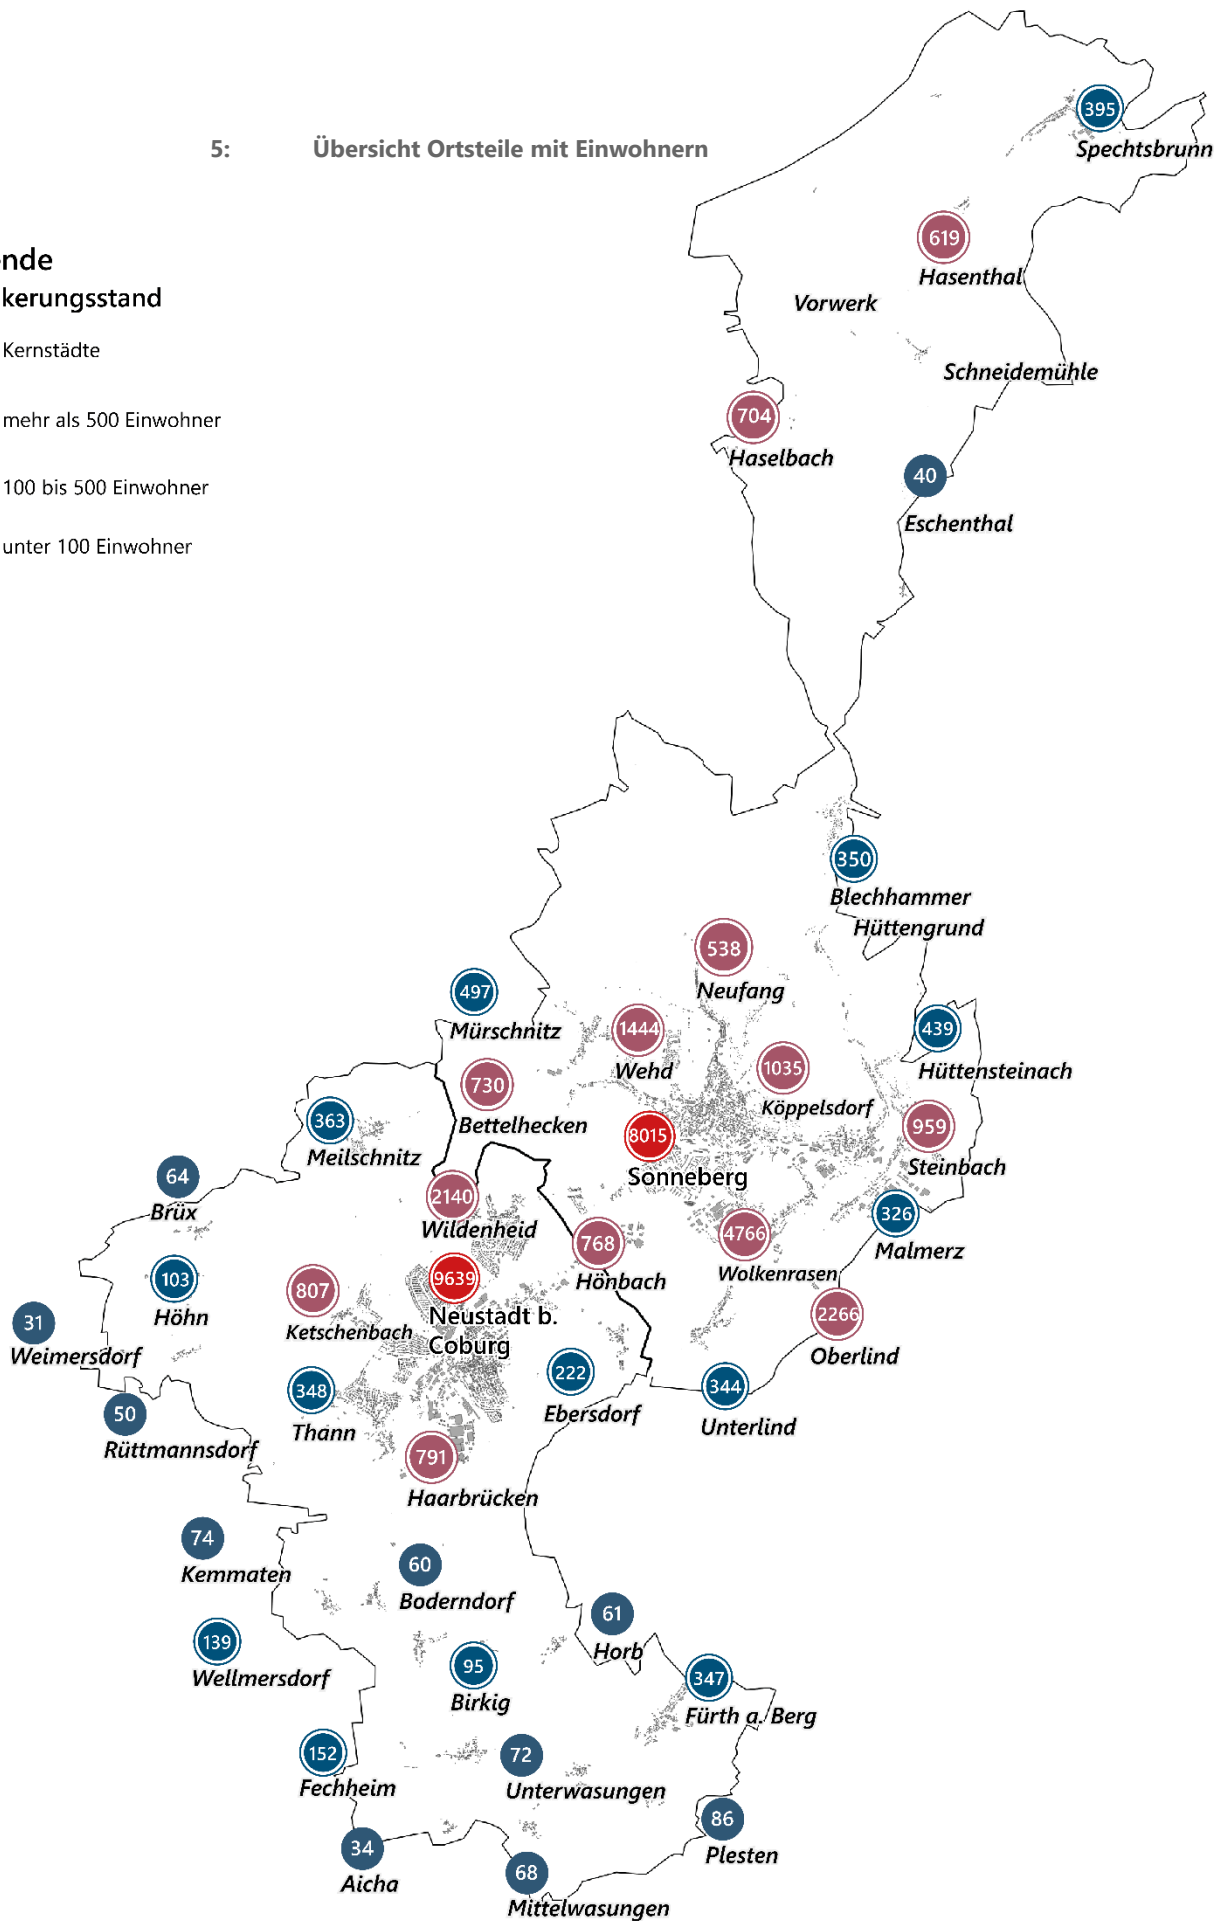 395
5: Übersicht Ortsteile mit Einwohnern
Spechtsbrunn
619
nde
Hasenthal
kerungsstand
Vorwerk
Kernstädte
Schneidemühle
mehr als 500 Einwohner
704
Haselbach
40
100 bis 500 Einwohner
Eschenthal
unter 100 Einwohner
350
Blechhammer
Hüttengrund
538
Neufang
497
Mürschnitz
1444
Wehd
439
Hüttensteinach
1035
Köppelsdorf
730
Bettelhecken
363
Meilschnitz
8015
Sonneberg
959
Steinbach
64
Brüx
2140
Wildenheid
326
Malmerz
4766
Wolkenrasen
768
Hönbach
103
Höhn
9639
Neustadt b.
Coburg
807
Ketschenbach
31
Weimersdorf
2266
Oberlind
222
Ebersdorf
344
Unterlind
348
Thann
50
Rüttmannsdorf
791
Haarbrücken
74
Kemmaten
60
Boderndorf
61
Horb
139
Wellmersdorf
95
Birkig
347
Fürth a. Berg
152
Fechheim
72
Unterwasungen
86
Plesten
34
Aicha
68
Mittelwasungen